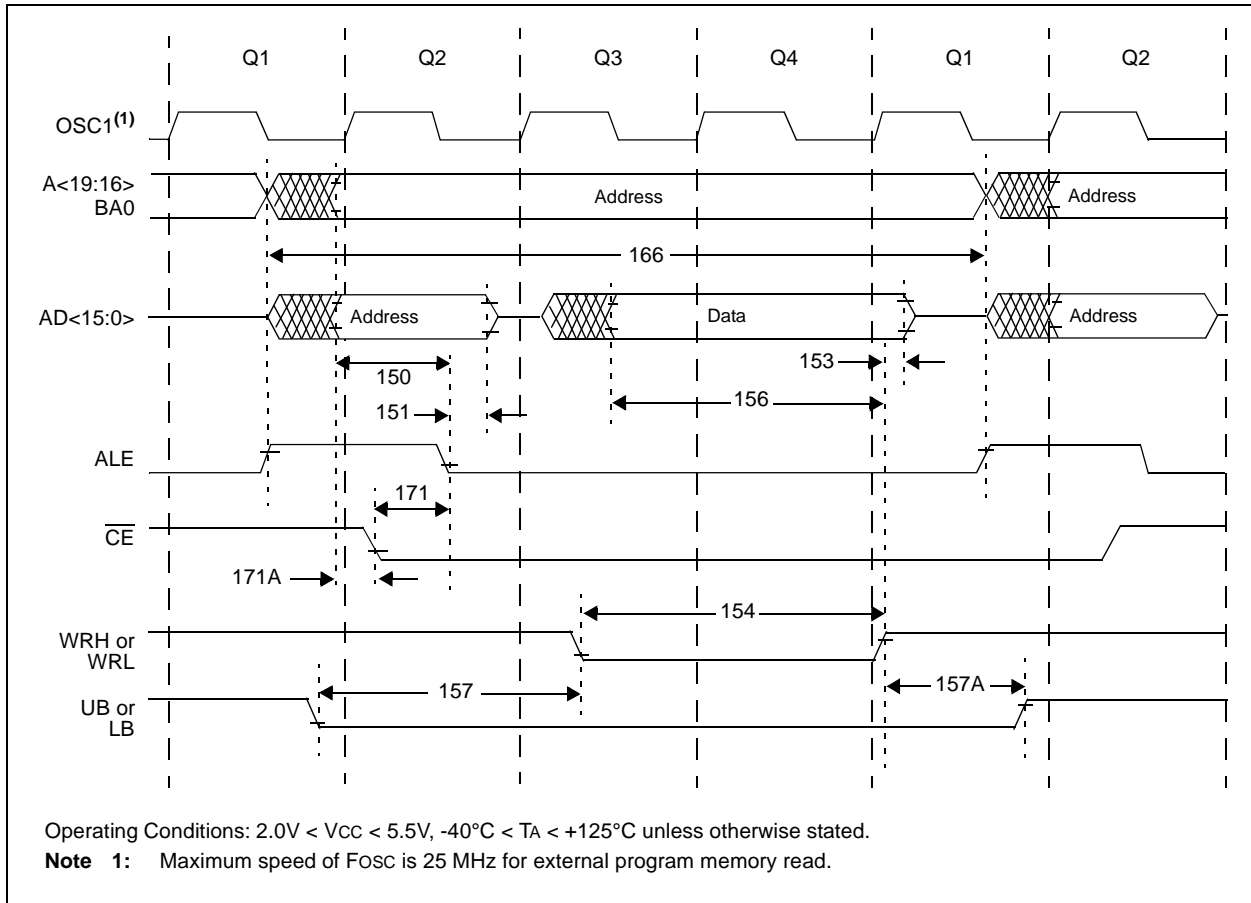 Q1 Q2 Q3 Q4 Q1 Q2
OSC1(1)
A<19:16>
BA0
Address
Address
166
AD<15:0>
Address
Data
Address
150
153
151
156
ALE
171
CE
171A
154
WRH or
WRL
157
157A
UB or
LB
Operating Conditions: 2.0V < VCC < 5.5V, -40°C < TA < +125°C unless otherwise stated.
Note 1: Maximum speed of FOSC is 25 MHz for external program memory read.